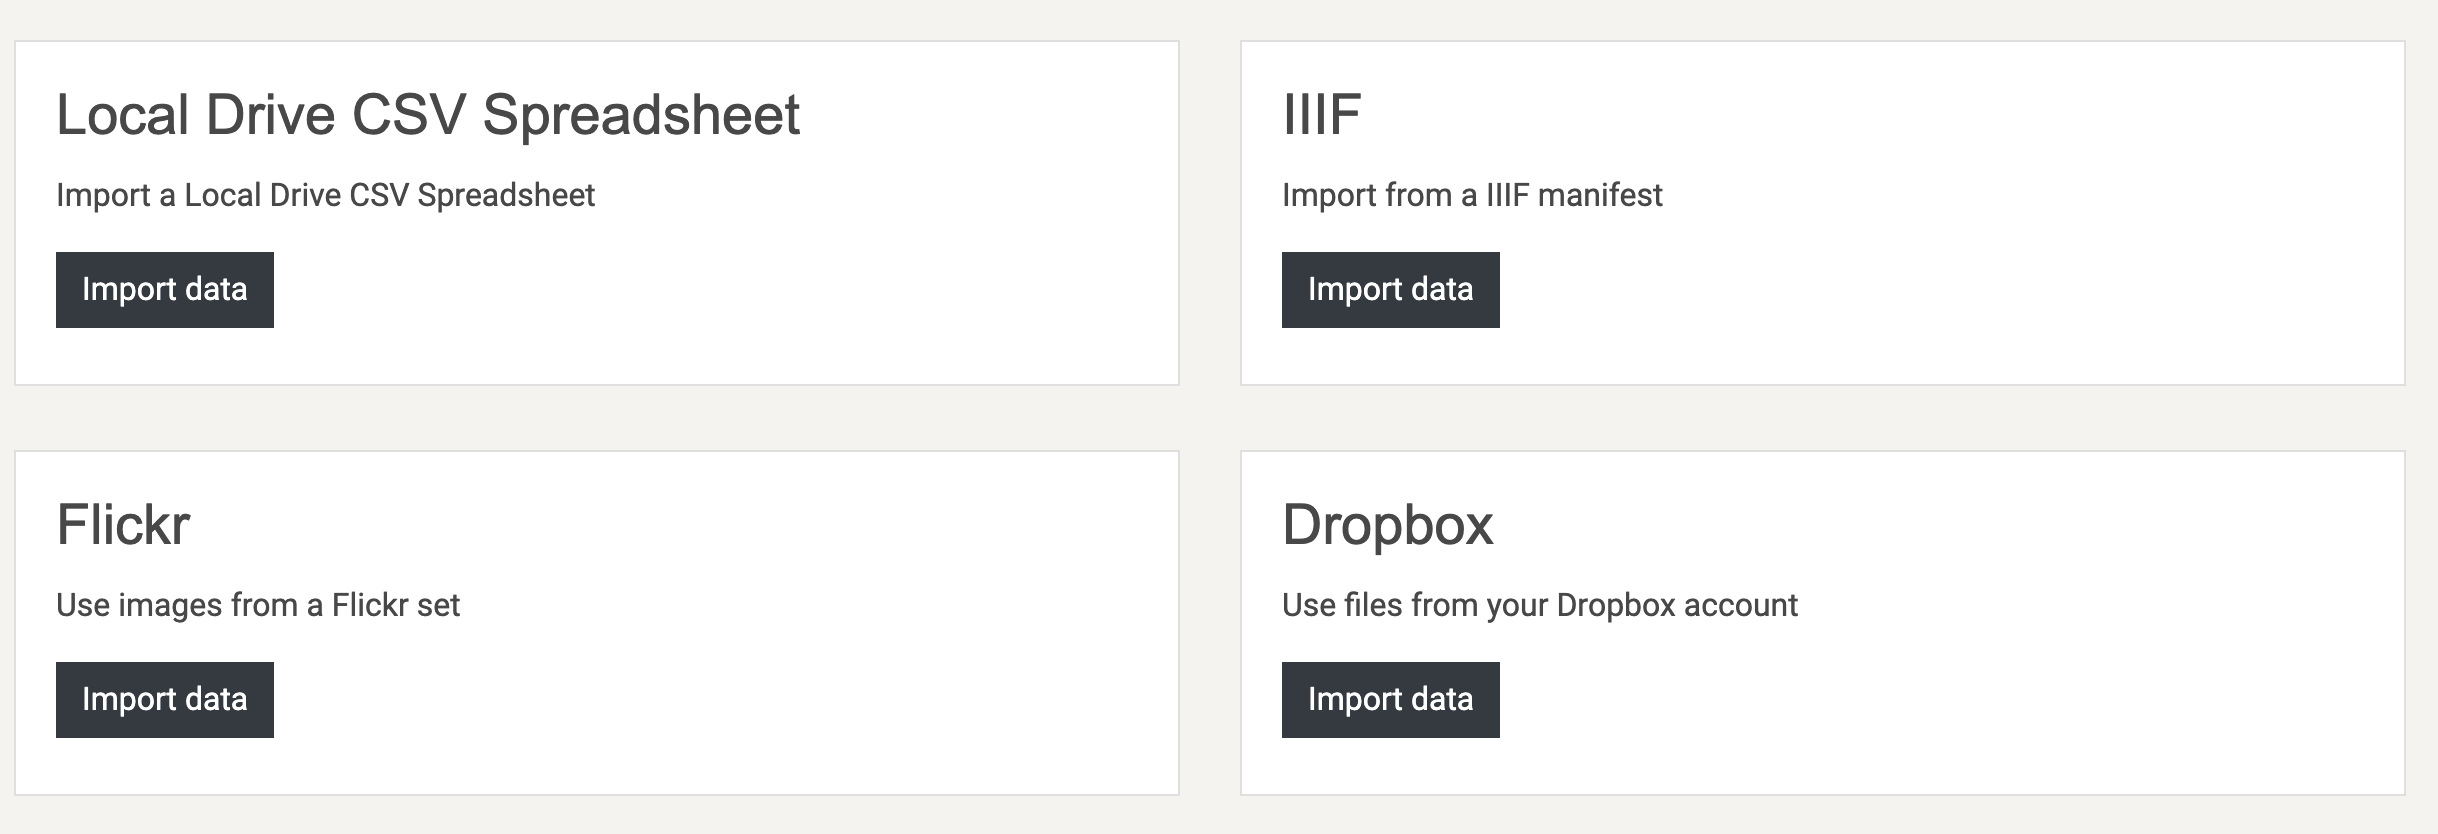 Local Drive CSV Spreadsheet
Import a Local Drive CSV Spreadsheet
Import data
IIIF
Import from a IIIF manifest
Import data
Flickr
Use images from a Flickr set
Import data
Dropbox
Use files from your Dropbox account
Import data